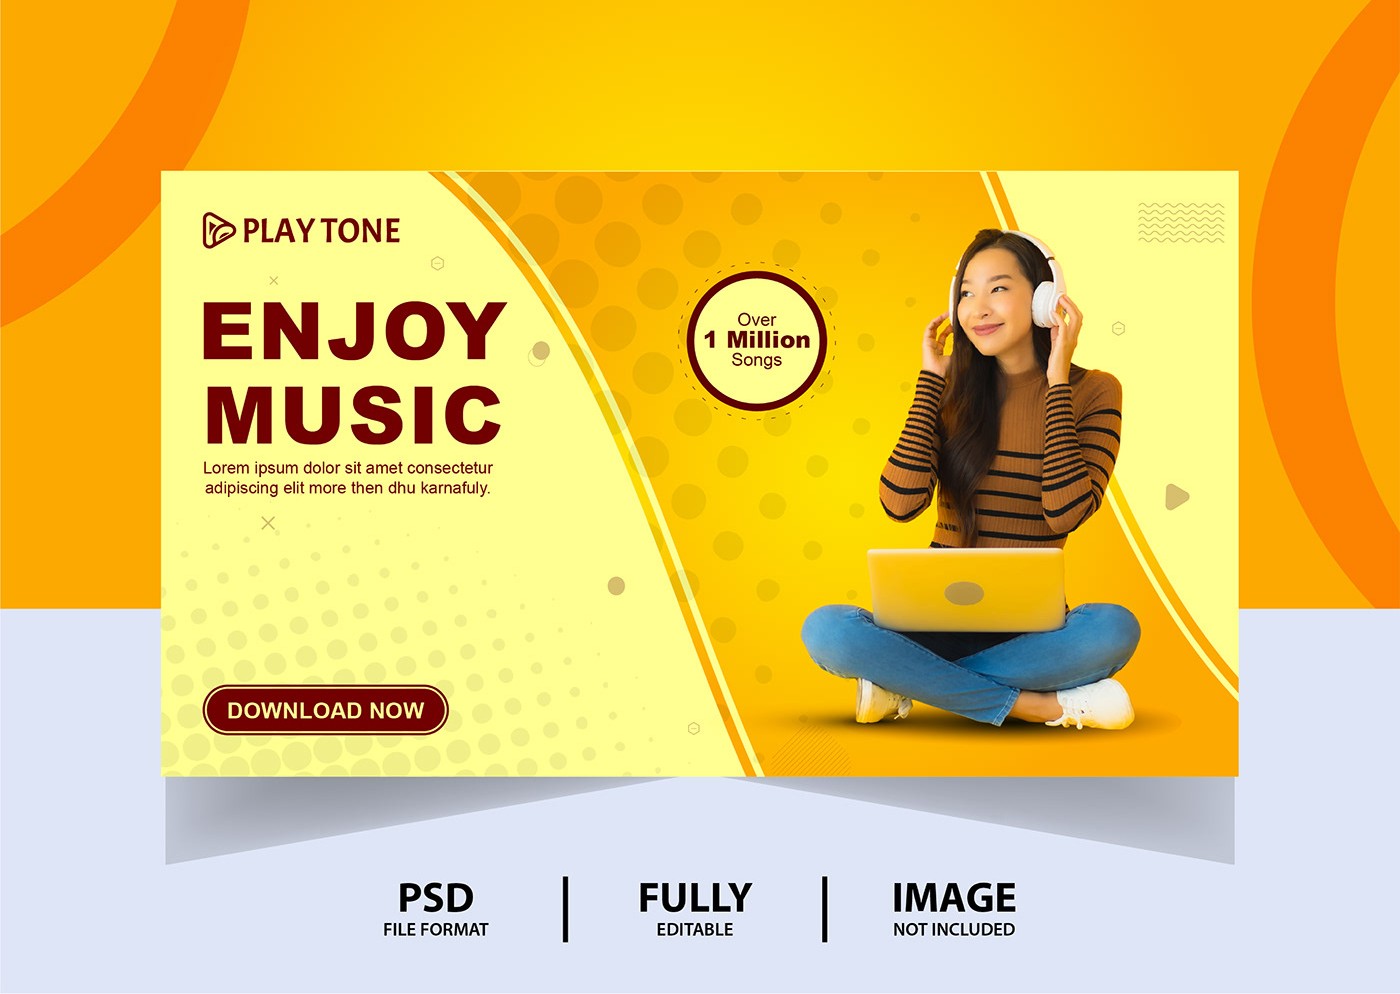 PLAY TONE
ENJOY
MUSIC
Lorem ipsum dolor sit amet consectetur
adipiscing elit more then dhu karnafuly.
DOWNLOAD NOW
Over
1 Million
Songs
PSD
FILE FORMAT
FULLY
EDITABLE
IMAGE
NOT INCLUDED